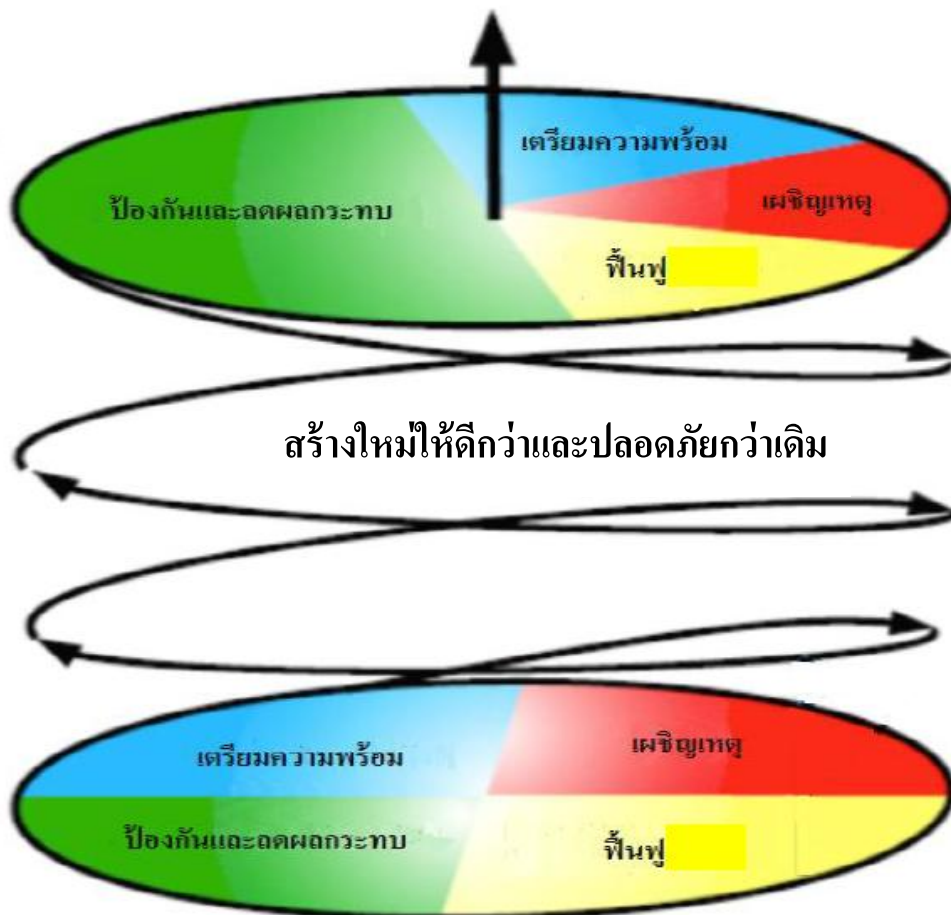 เตรียมความพร้อม
ป้องกันและลดผลกระทบ
เผชิญเหตุ
ฟื้นฟู
สร้างใหม่ให้ดีกว่าและปลอดภัยกว่าเดิม
เตรียมความพร้อม
เผชิญเหตุ
ป้องกันและลดผลกระทบ
ฟื้นฟู